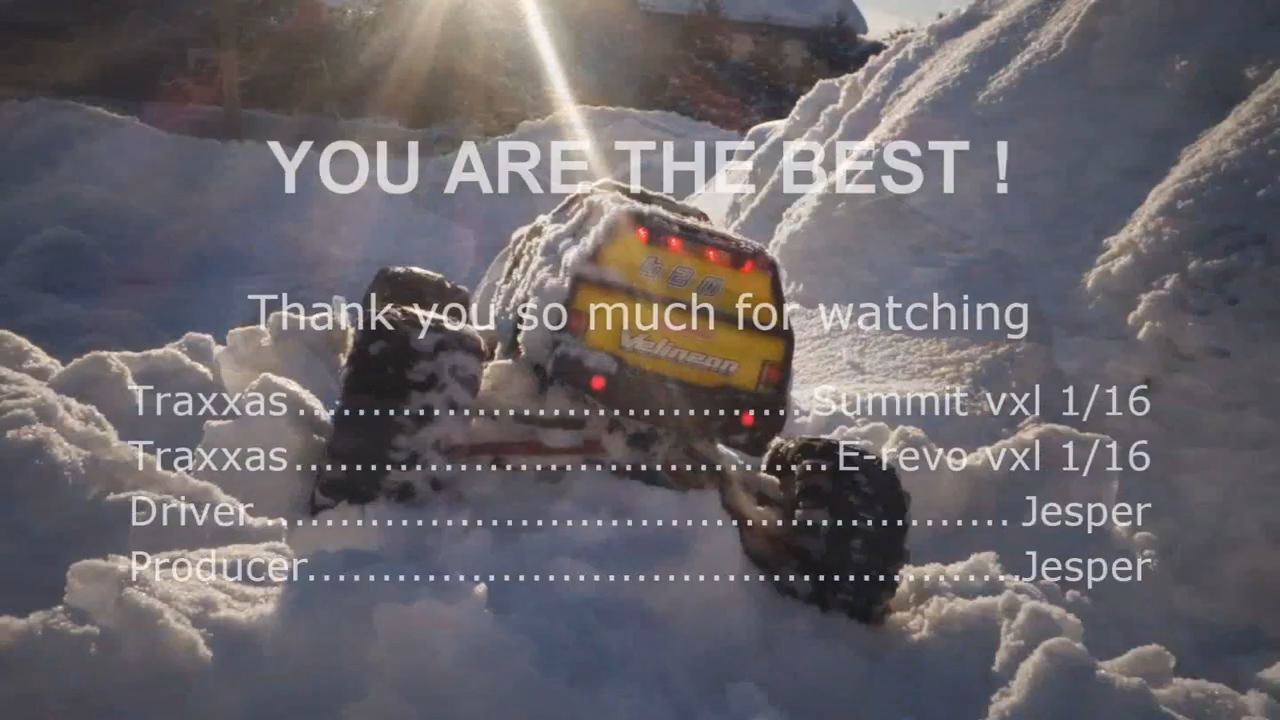 YOU ARE THE BEST !
Thank you so much for watching
Velineon
Traxxas.................................Summit vxl 1/16
Traxxas...................................E-revo vxl 1/16
Driver.................................................Jesper
Producer...............................................Jesper